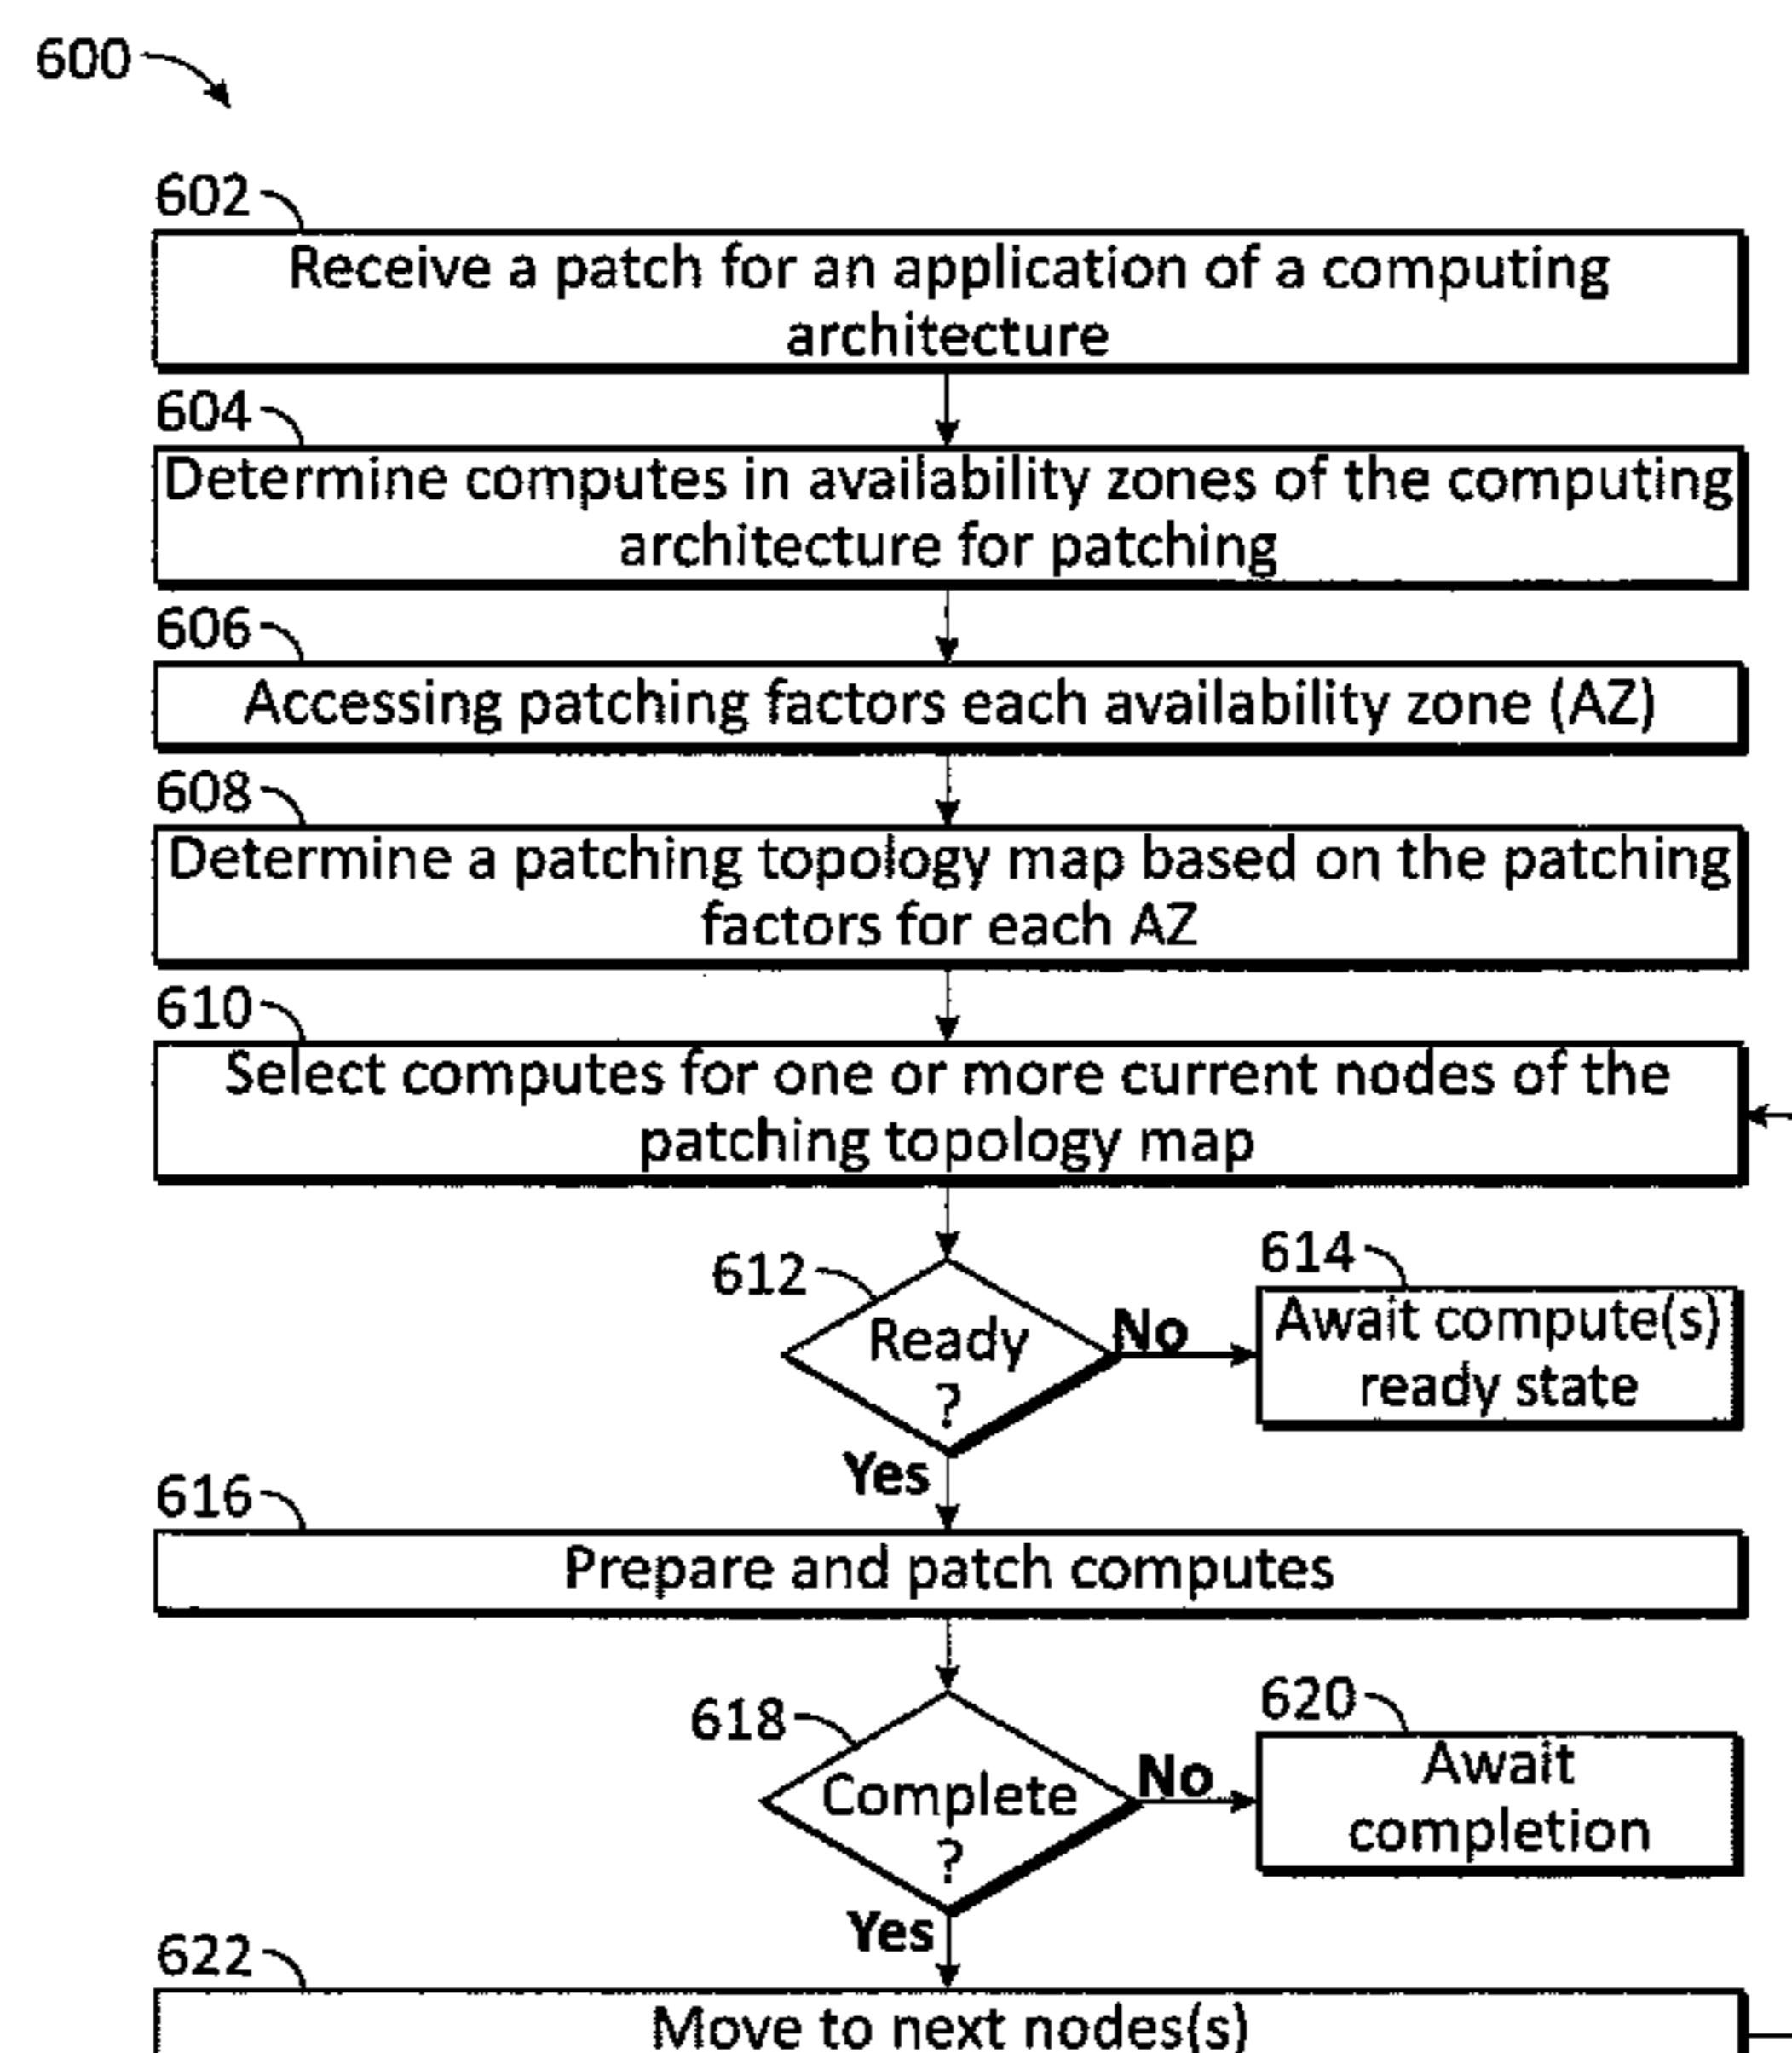 600
602
Receive a patch for an application of a computing
architecture
604
Determine computes in availability zones of the computing
architecture for patching
606
Accessing patching factors each availability zone (AZ)
608
Determine a patching topology map based on the patching
factors for each AZ
610
Select computes for one or more current nodes of the
patching topology map
612
Ready
?
No
614
Await compute(s)
ready state
Yes
616
Prepare and patch computes
618
Complete
?
No
620
Await
completion
Yes
622
Move to next nodes(s)